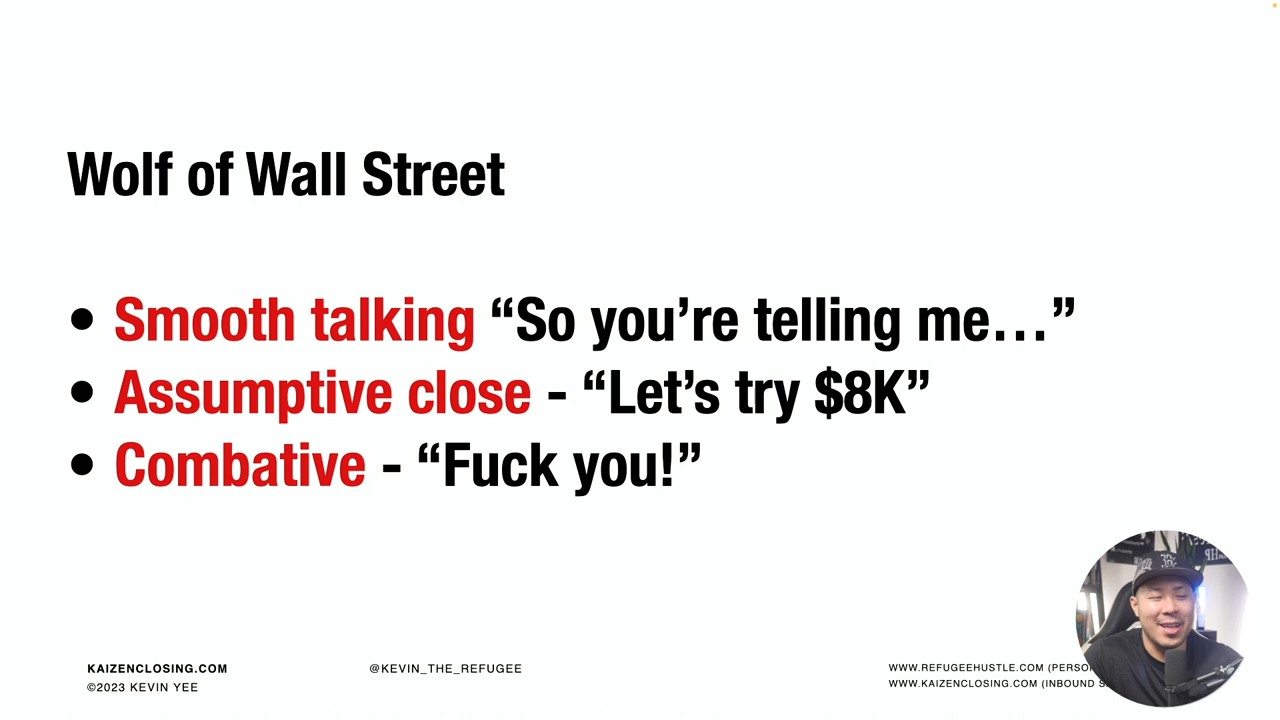 Wolf of Wall Street
• Smooth talking “So you’re telling me…”
• Assumptive close - “Let’s try $8K”
• Combative - “Fuck you!”
KAIZENCLOSING.COM
©2023 KEVIN YEE
@KEVIN_THE_REFUGEE
WWW.REFUGEEHUSTLE.COM
WWW.KAIZENCLOSING.COM (INBOUND